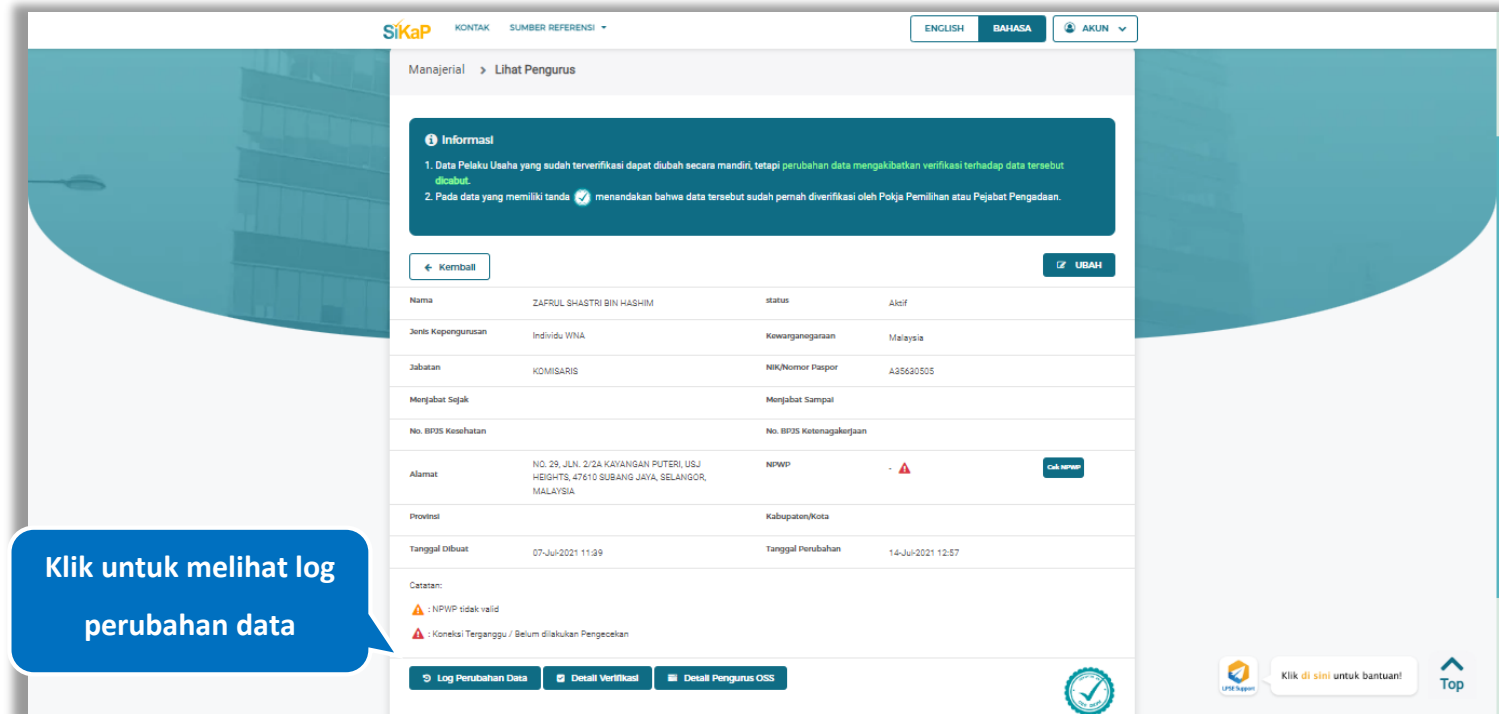 SiKaP KONTAK SUMBER REFERENSI ENGLISH BAHASA AKUN
Manajerial > Lihat Pengurus
Informasi
1. Data Pelaku Usaha yang sudah terverifikasi dapat diubah secara mandiri, tetapi perubahan data mengakibatkan verifikasi terhadap data tersebut
dicabut.
2. Pada data yang memiliki tanda menandakan bahwa data tersebut sudah pernah diverifikasi oleh Pokja Pemilihan atau Pejabat Pengadaan.
Kembali UBAH
Nama ZAFRUL SHASTRI BIN HASHIM status Aktif
Jenis Kepengurusan Individu WNA Kewarganegaraan Malaysia
Jabatan KOMISARIS NIK/Nomor Paspor A35630505
Menjabat Sejak Menjabat Sampai
No. BPJS Kesehatan No. BPJS Ketenagakerjaan
Alamat NO. 29, JLN. 2/2A KAYANGAN PUTERI, USJ
HEIGHTS, 47610 SUBANG JAYA, SELANGOR,
MALAYSIA
NPWP - Cek NPWP
Provinsi Kabupaten/Kota
Tanggal Dibuat 07-Jul-2021 11:39 Tanggal Perubahan 14-Jul-2021 12:57
Catatan:
: NPWP tidak valid
: Koneksi Terganggu / Belum dilakukan Pengecekan
Klik untuk melihat log
perubahan data
Log Perubahan Data Detail Verifikasi Detail Pengurus OSS
LPSE Support Klik di sini untuk bantuan! Top